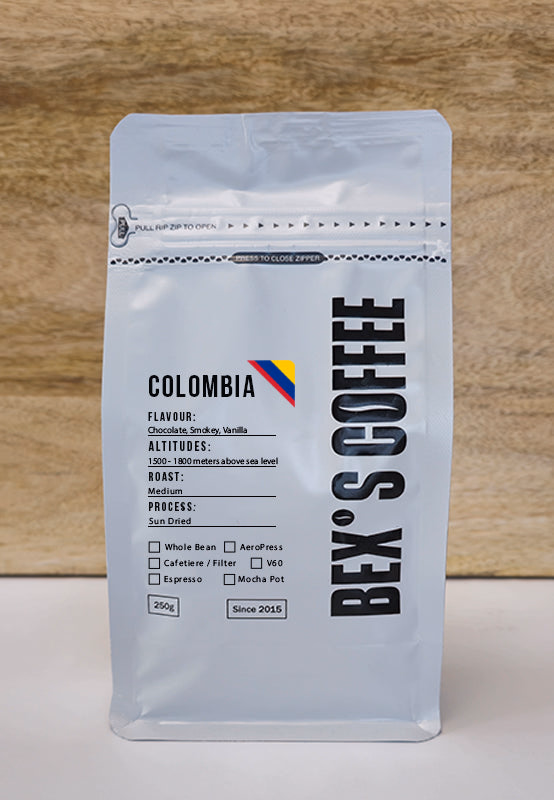 PULL RIP ZIP TO OPEN
PRESS TO CLOSE ZIPPER
COLOMBIA
FLAVOUR:
Chocolate, Smokey, Vanilla
ALTITUDES:
1500 - 1800 meters above sea level
ROAST:
Medium
PROCESS:
Sun Dried
Whole Bean AeroPress
Cafetiere / Filter V60
Espresso Mocha Pot
250g Since 2015
BEX'S COFFEE